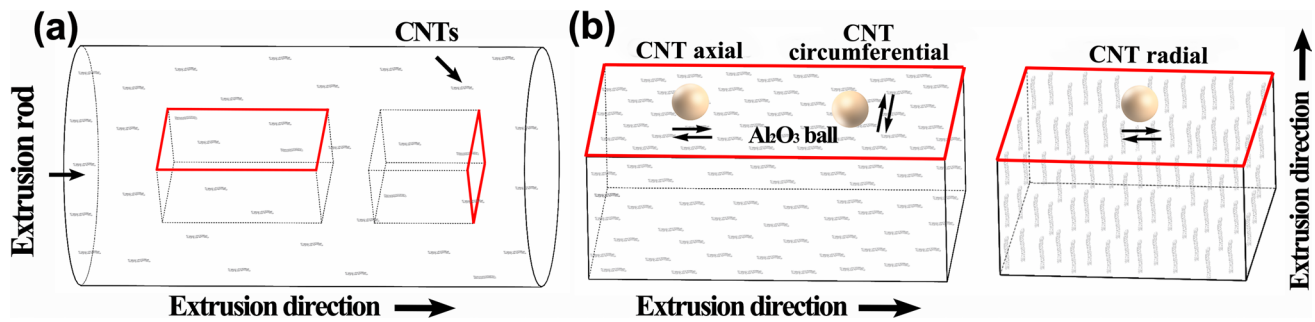 (a)
CNTs
Extrusion rod
Extrusion direction
(b)
CNT axial
CNT
circumferential
Al₂O₃ ball
Extrusion direction
CNT radial
Extrusion direction